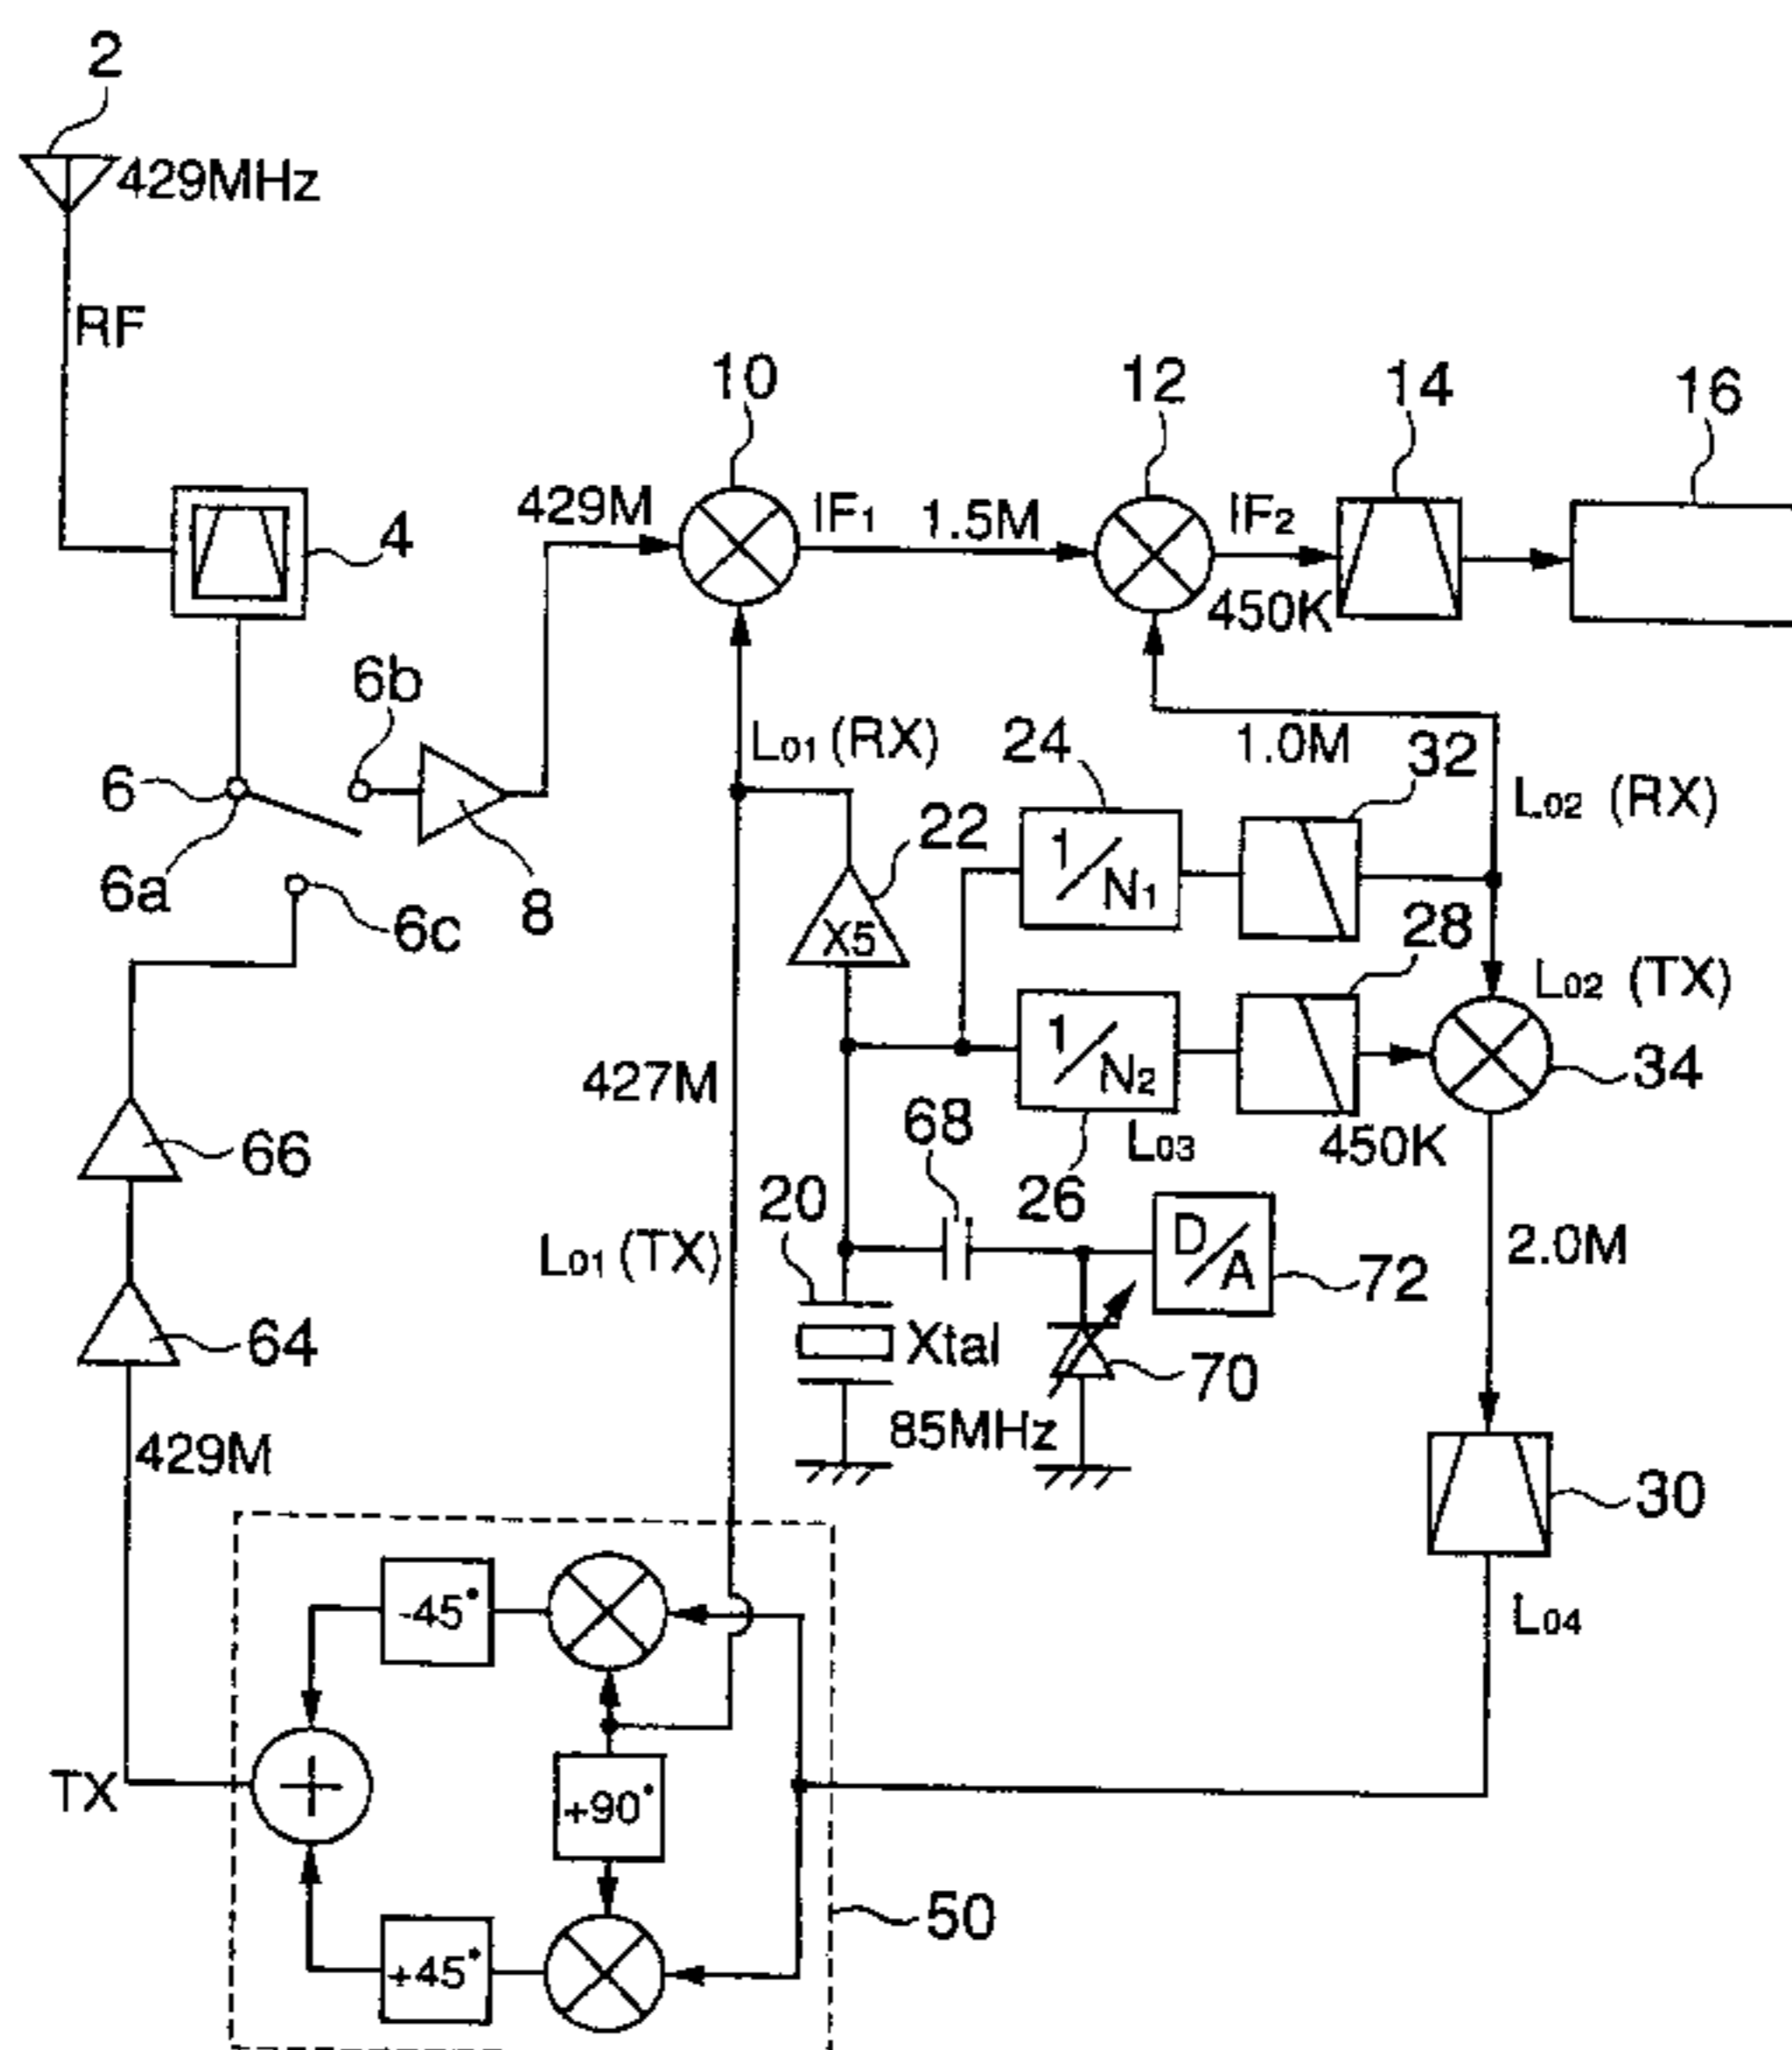 2
429MHz
RF
10
12
14
16
429M
IF1
1.5M
IF2
4
450K
6b
L01 (RX)
24
1.0M
32
6
22
L02 (RX)
6a
1/N1
8
6c
X5
28
L02 (TX)
427M
1/N2
34
68
L03
450K
66
20
26
D/A
2.0M
L01 (TX)
72
64
Xtal
70
85MHz
429M
30
-45°
L04
TX
+90°
50
+45°